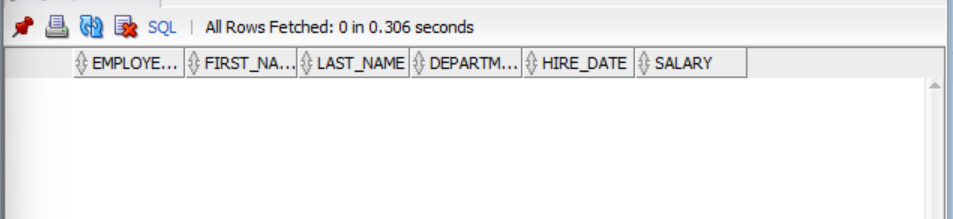 SQL | All Rows Fetched: 0 in 0.306 seconds
EMPLOYE... FIRST_NA... LAST_NAME DEPARTM... HIRE_DATE SALARY